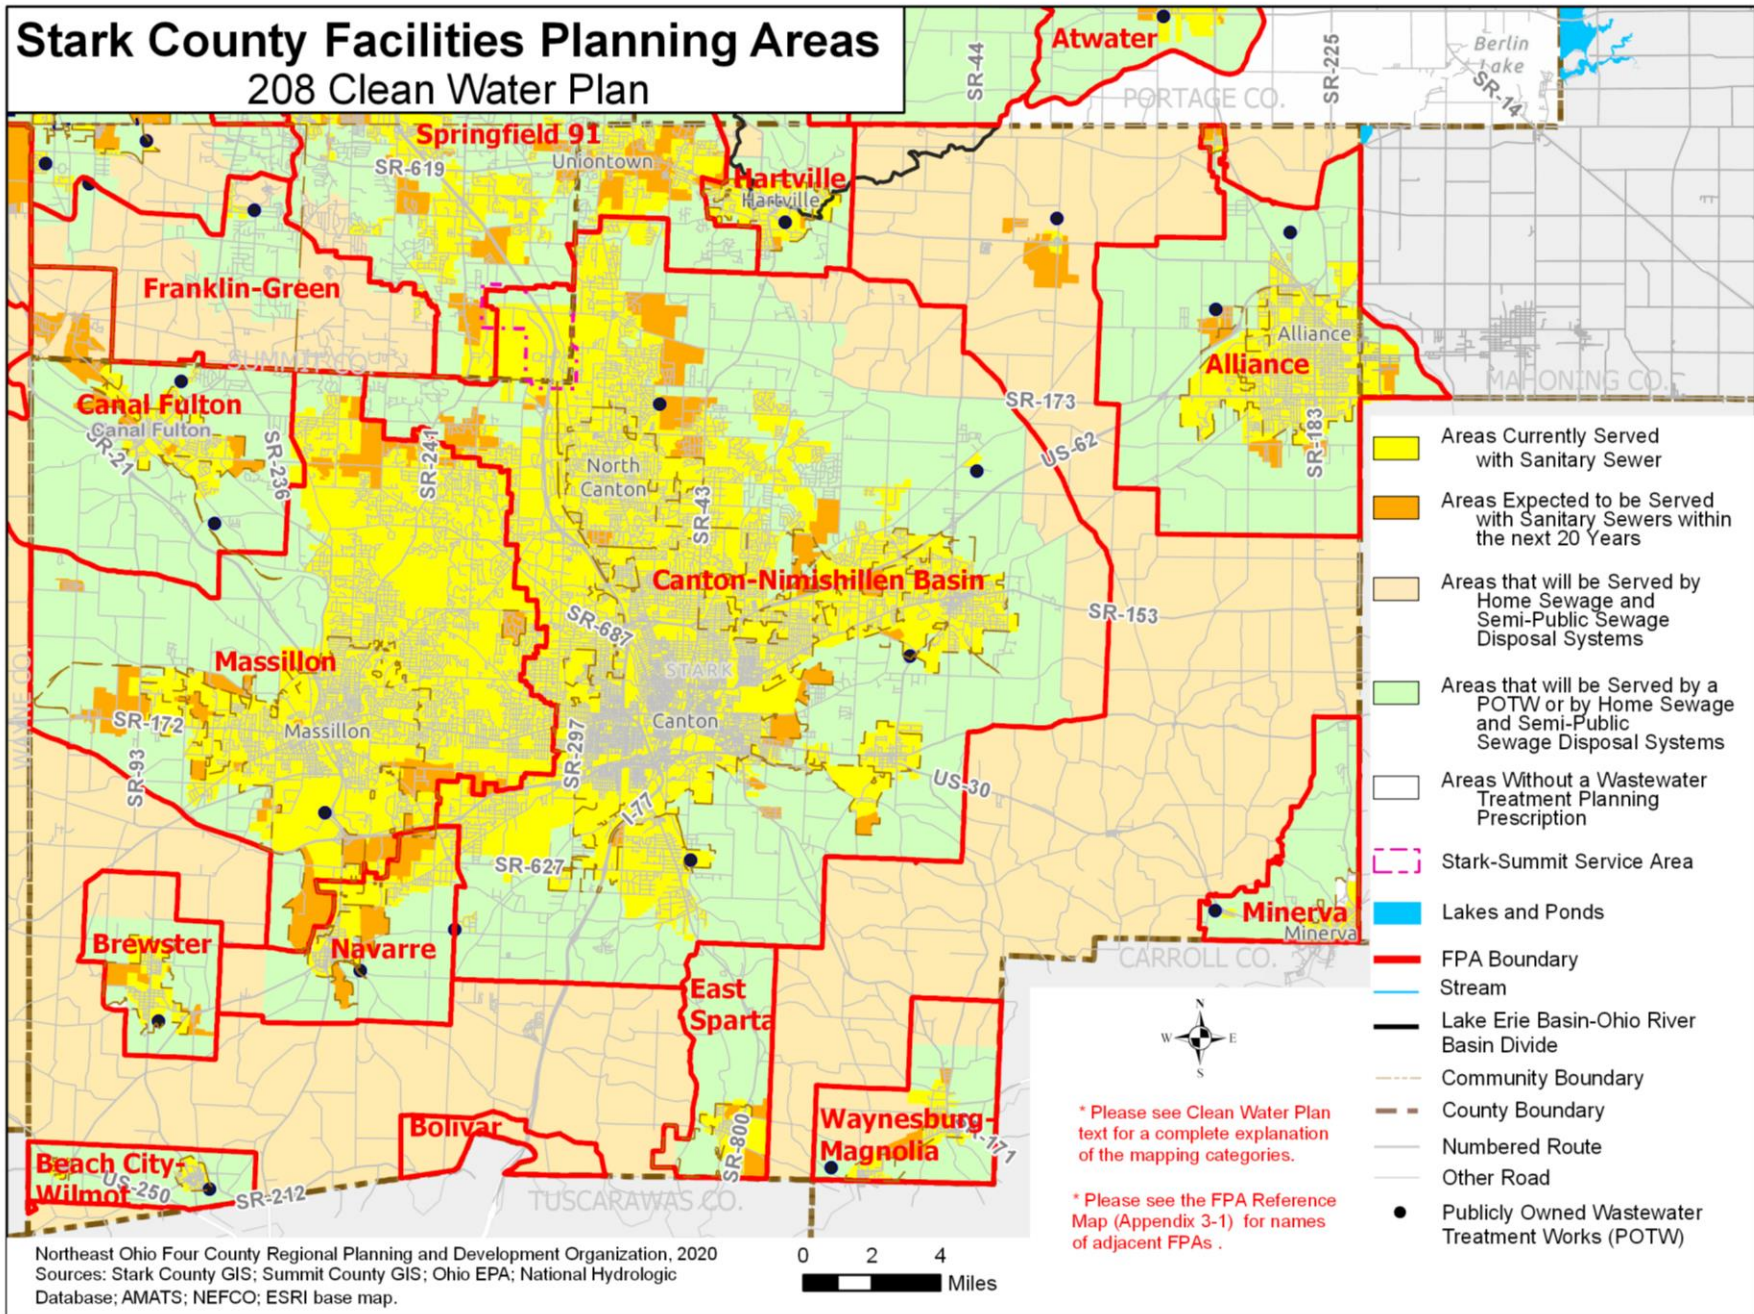 Stark County Facilities Planning Areas
208 Clean Water Plan
Atwater
SR-44
SR-225
Berlin
Lake
SR-14
PORTAGE CO.
Springfield 91
SR-619
Uniontown
Hartville
Hartville
Franklin-Green
SUMMIT CO.
Alliance
Alliance
MAHONING CO.
Canal Fulton
Canal Fulton
SR-21
SR-236
SR-241
SR-173
US-62
SR-183
North
Canton
SR-43
Canton-Nimishillen Basin
SR-687
SR-153
STARK
Massillon
Massillon
Canton
SR-172
SR-93
SR-297
WAYNE CO.
US-30
I-77
SR-627
Brewster
Navarre
Minerva
Minerva
CARROLL CO.
East
Sparta
Waynesburg-
Magnolia
SR-800
Bolivar
Beach City-
Wilmot
US-250
SR-212
TUSCARAWAS CO.
Areas Currently Served
with Sanitary Sewer
Areas Expected to be Served
with Sanitary Sewers within
the next 20 Years
Areas that will be Served by
Home Sewage and
Semi-Public Sewage
Disposal Systems
Areas that will be Served by a
POTW or by Home Sewage
and Semi-Public
Sewage Disposal Systems
Areas Without a Wastewater
Treatment Planning
Prescription
Stark-Summit Service Area
Lakes and Ponds
FPA Boundary
Stream
Lake Erie Basin-Ohio River
Basin Divide
Community Boundary
County Boundary
Numbered Route
Other Road
Publicly Owned Wastewater
Treatment Works (POTW)
N
W
E
S
* Please see Clean Water Plan
text for a complete explanation
of the mapping categories.
* Please see the FPA Reference
Map (Appendix 3-1) for names
of adjacent FPAs .
Northeast Ohio Four County Regional Planning and Development Organization, 2020
Sources: Stark County GIS; Summit County GIS; Ohio EPA; National Hydrologic
Database; AMATS; NEFCO; ESRI base map.
0 2 4
Miles